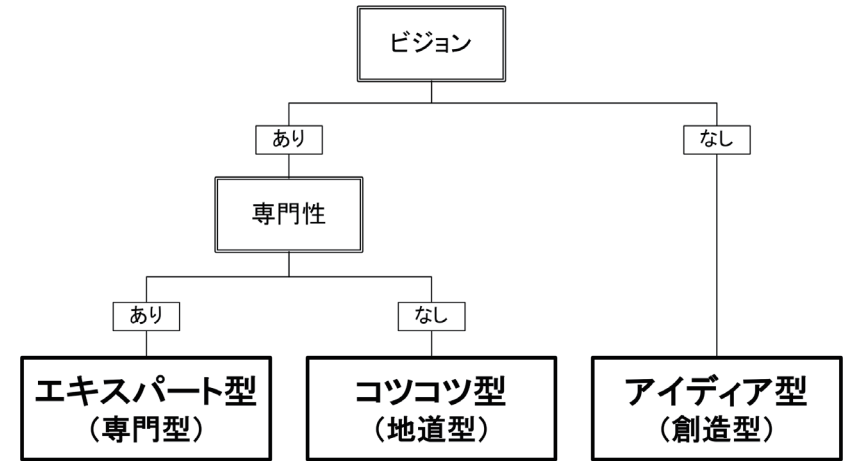 ビジョン
あり
なし
専門性
あり
なし
エキスパート型
（専門型）
コツコツ型
（地道型）
アイディア型
（創造型）